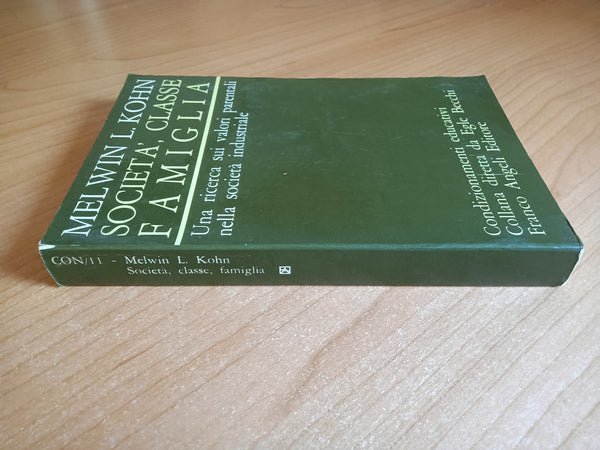 MELWIN L. KOHN
SOCIETA', CLASSE
FAMIGLIA
Una ricerca sui valori parentali
nella società industriale
Condizionamenti educativi
Collana diretta da Egle Becchi
Franco Angeli Editore
CON/11 - Melwin L. Kohn
Società, classe, famiglia